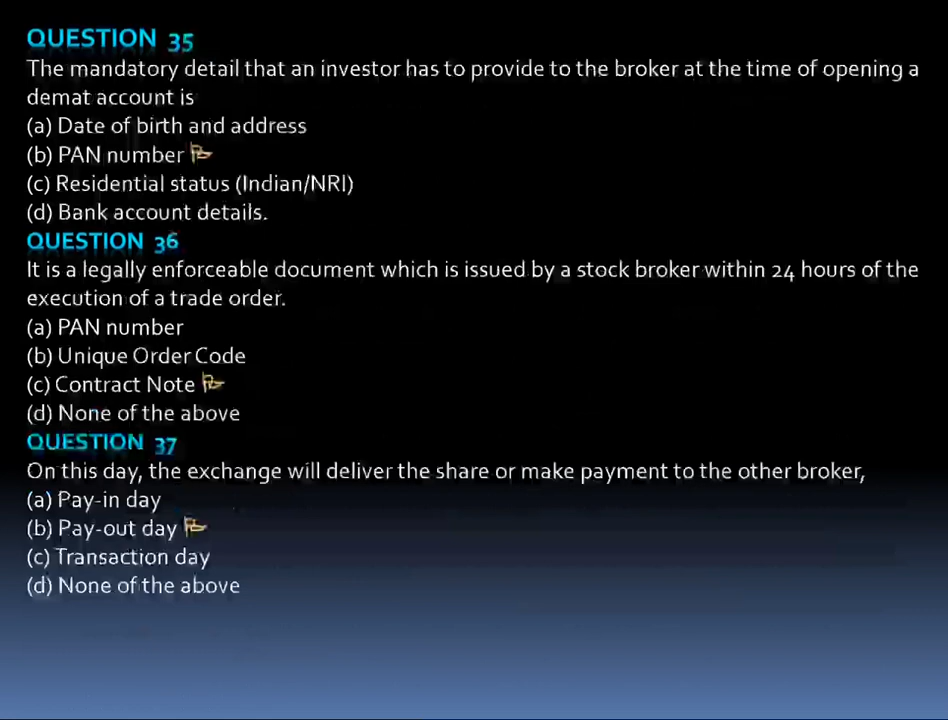 QUESTION 35
The mandatory detail that an investor has to provide to the broker at the time of opening a
demat account is
(a) Date of birth and address
(b) PAN number
(c) Residential status (Indian/NRI)
(d) Bank account details.
QUESTION 36
It is a legally enforceable document which is issued by a stock broker within 24 hours of the
execution of a trade order.
(a) PAN number
(b) Unique Order Code
(c) Contract Note
(d) None of the above
QUESTION 37
On this day, the exchange will deliver the share or make payment to the other broker,
(a) Pay-in day
(b) Pay-out day
(c) Transaction day
(d) None of the above